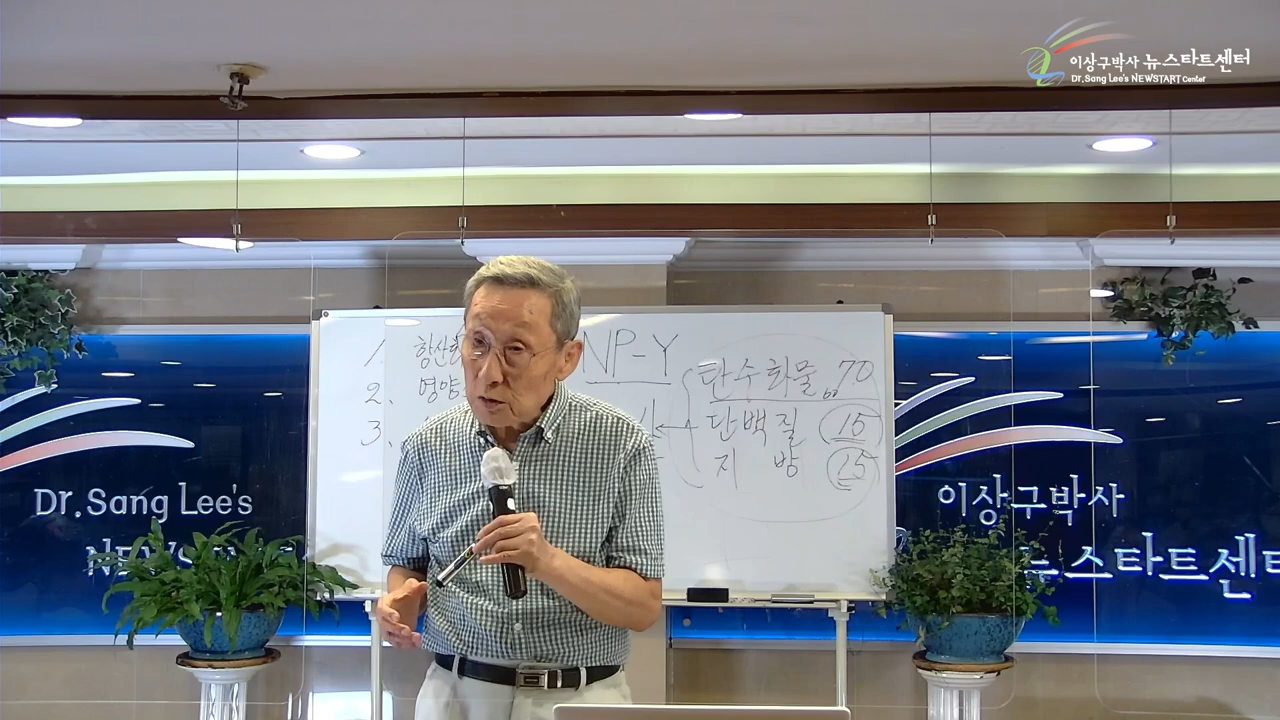 이상구박사 뉴스타트센터
Dr.Sang Lee's NEWSTART Center
1. 항산화
2. 영양
3.
NP-Y
탄수화물 70
단백질 15
지 방 15
Dr.Sang Lee's
이상구박사
뉴스타트센터